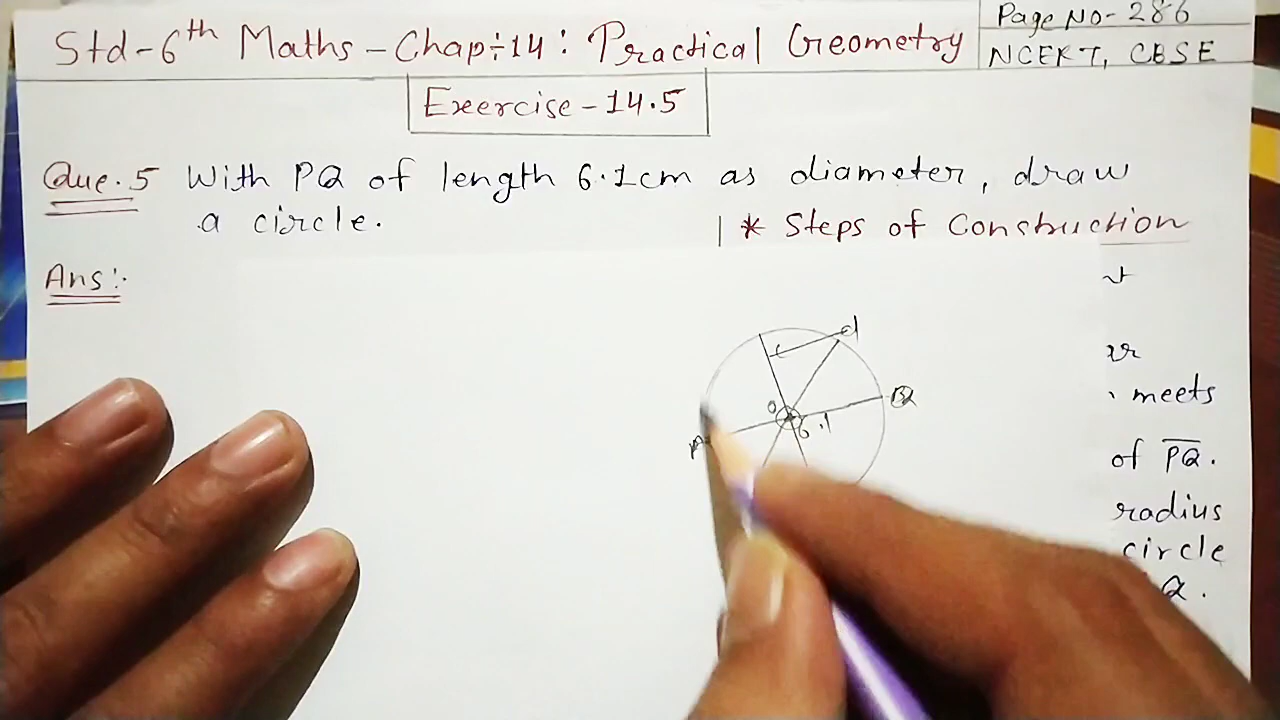 Std-6th Maths - Chap÷14: Practical Geometry
Page No- 286
NCERT, CBSE
Exercise-14.5
Que.5 With PQ of length 6.1cm as diameter, draw
a circle.
* Steps of Construction
Ans:
meets
of PQ.
radius
circle
Q.
d
O
6.1
Q
P